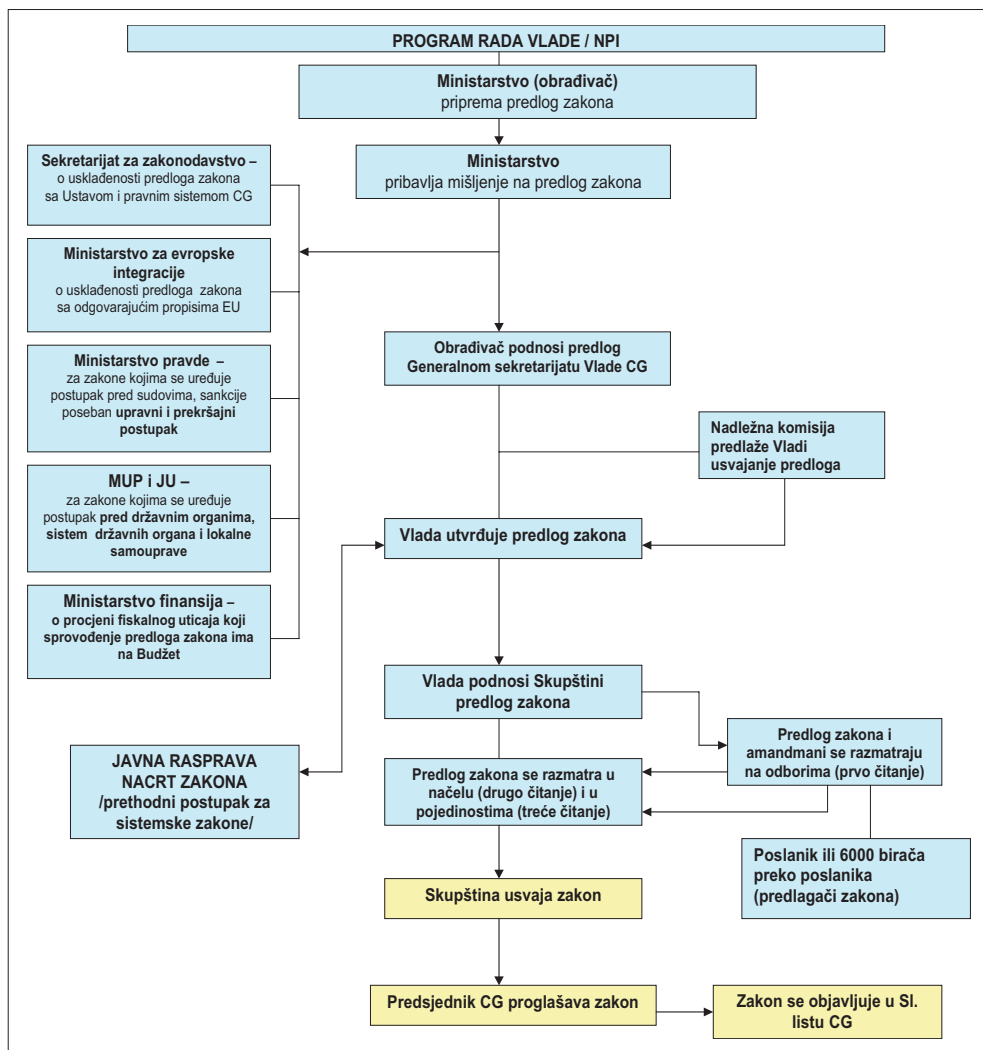 PROGRAM RADA VLADE / NPI
Ministarstvo (obrađivač)
priprema predlog zakona
Ministarstvo
pribavlja mišljenje na predlog zakona
Sekretarijat za zakonodavstvo –
o usklađenosti predloga zakona
sa Ustavom i pravnim sistemom CG
Ministarstvo za evropske
integracije
o usklađenosti predloga zakona
sa odgovarajućim propisima EU
Ministarstvo pravde –
za zakone kojima se uređuje
postupak pred sudovima, sankcije
poseban upravni i prekršajni
postupak
MUP i JU –
za zakone kojima se uređuje
postupak pred državnim organima,
sistem državnih organa i lokalne
samouprave
Ministarstvo finansija –
o procjeni fiskalnog uticaja koji
sprovođenje predloga zakona ima
na Budžet
Obrađivač podnosi predlog
Generalnom sekretarijatu Vlade CG
Nadležna komisija
predlaže Vladi
usvajanje predloga
Vlada utvrđuje predlog zakona
Vlada podnosi Skupštini
predlog zakona
JAVNA RASPRAVA
NACRT ZAKONA
/prethodni postupak za
sistemske zakone/
Predlog zakona i
amandmani se razmatraju
na odborima (prvo čitanje)
Predlog zakona se razmatra u
načelu (drugo čitanje) i u
pojedinostima (treće čitanje)
Poslanik ili 6000 birača
preko poslanika
(predlagači zakona)
Skupština usvaja zakon
Predsjednik CG proglašava zakon
Zakon se objavljuje u Sl.
listu CG